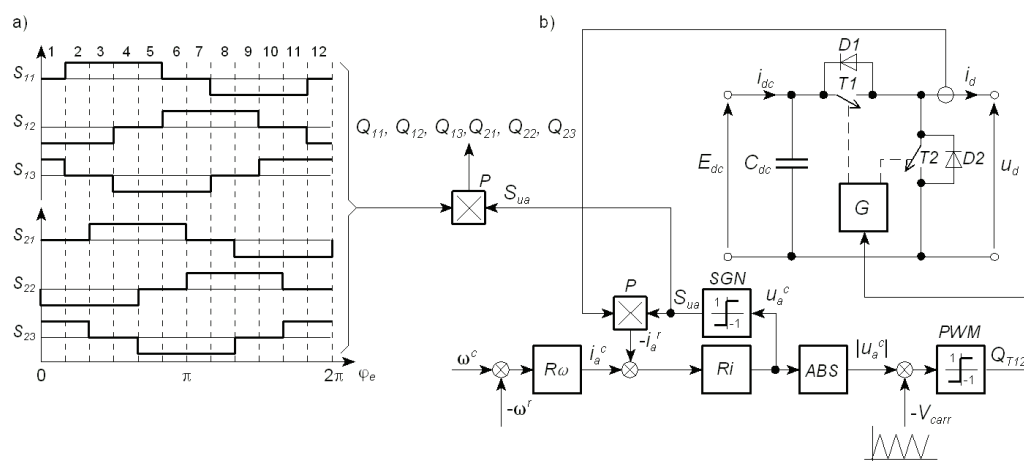 a)
1 2 3 4 5 6 7 8 9 10 11 12
S11
S12
S13
S21
S22
S23
0 π 2π φe
Q11, Q12, Q13,Q21, Q22, Q23
P
Sua
b)
D1
T1
idc
id
Edc
Cdc
T2
D2
ud
G
P
Sua
SGN
1
-1
uac
-iar
ωc
Rω
iac
Ri
ABS
|uac|
PWM
1
-1
QT12
-ωr
-Vcarr